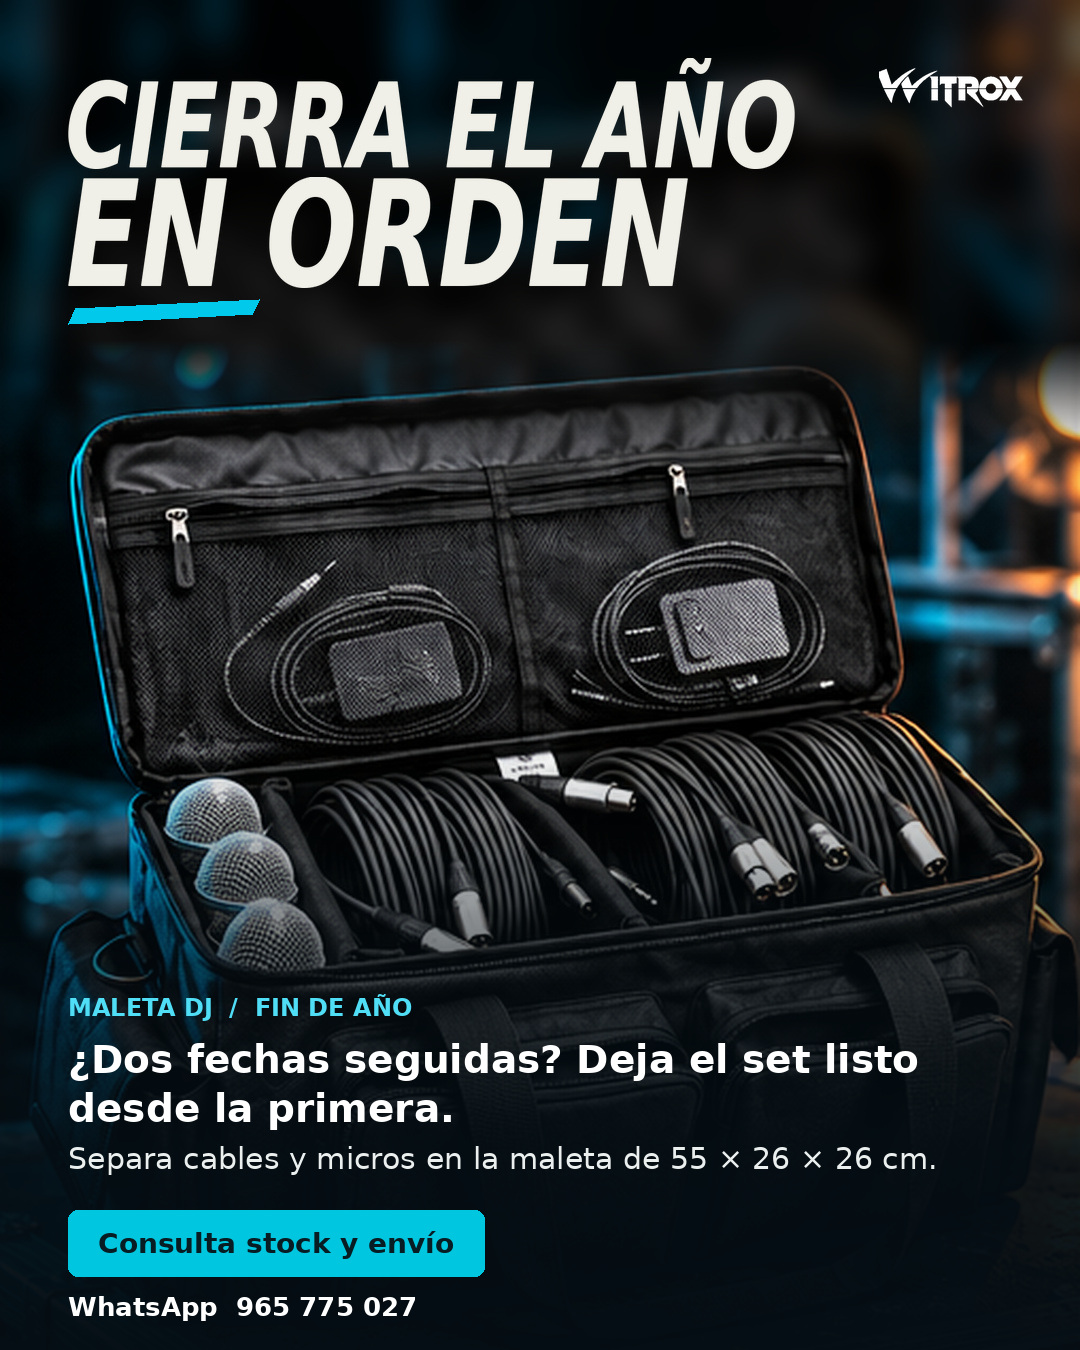 CIERRA EL AÑO
WITROX
EN ORDEN
MALETA DJ / FIN DE AÑO
¿Dos fechas seguidas? Deja el set listo
desde la primera.
Separa cables y micros en la maleta de 55 × 26 × 26 cm.
Consulta stock y envío
WhatsApp 965 775 027